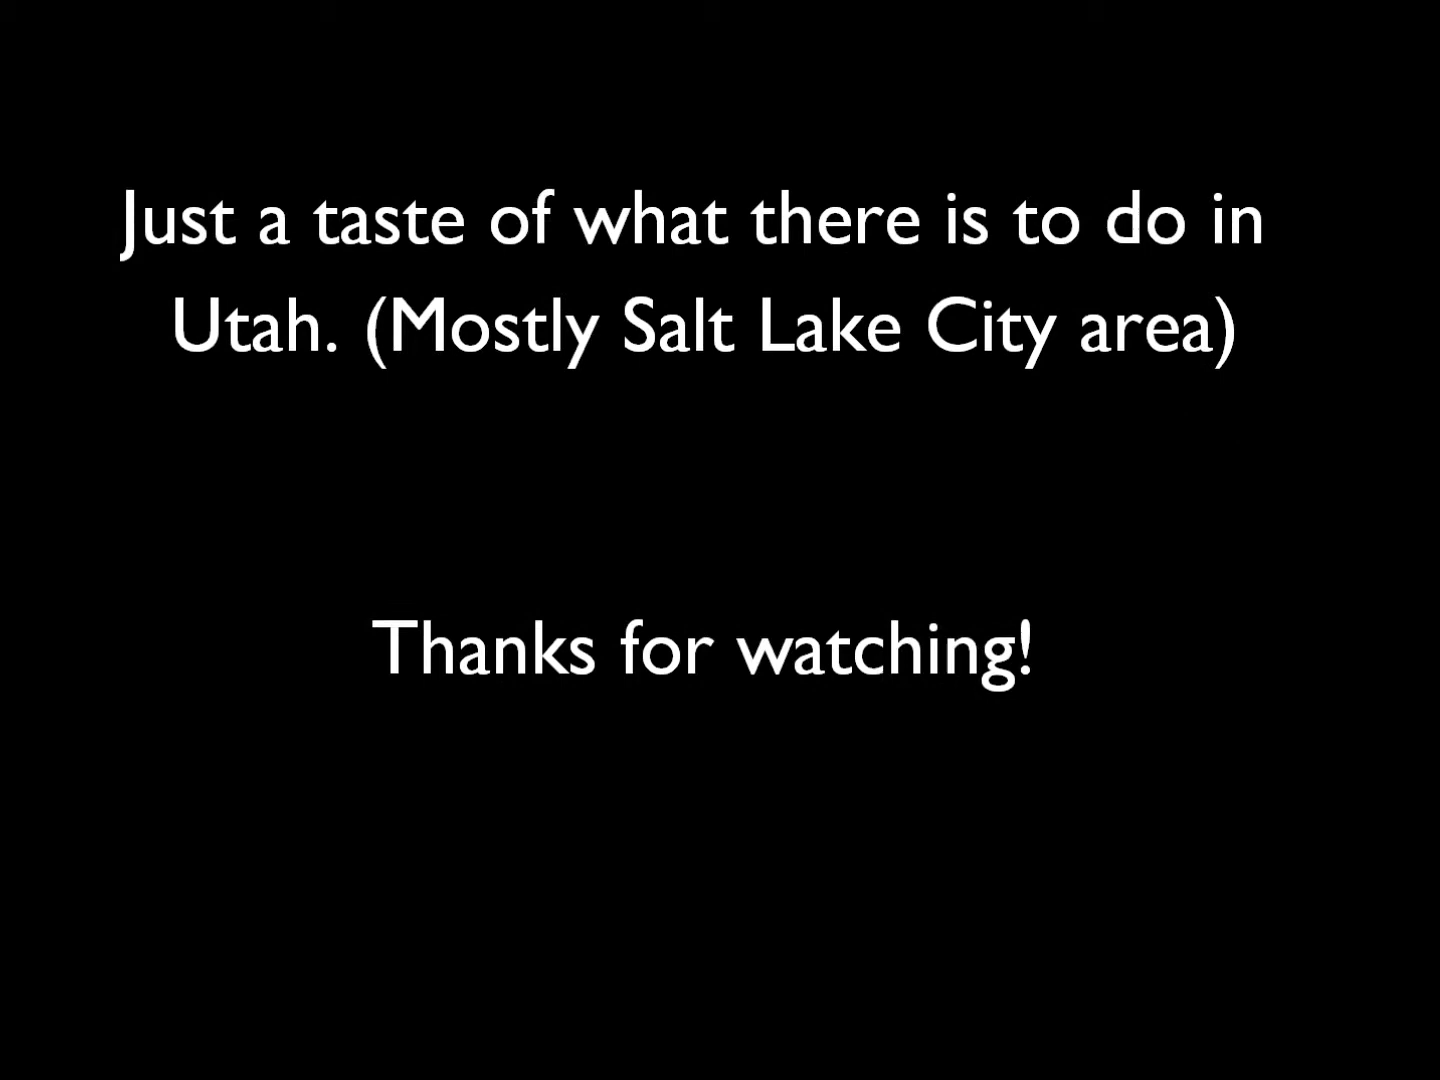 Just a taste of what there is to do in
Utah. (Mostly Salt Lake City area)
Thanks for watching!